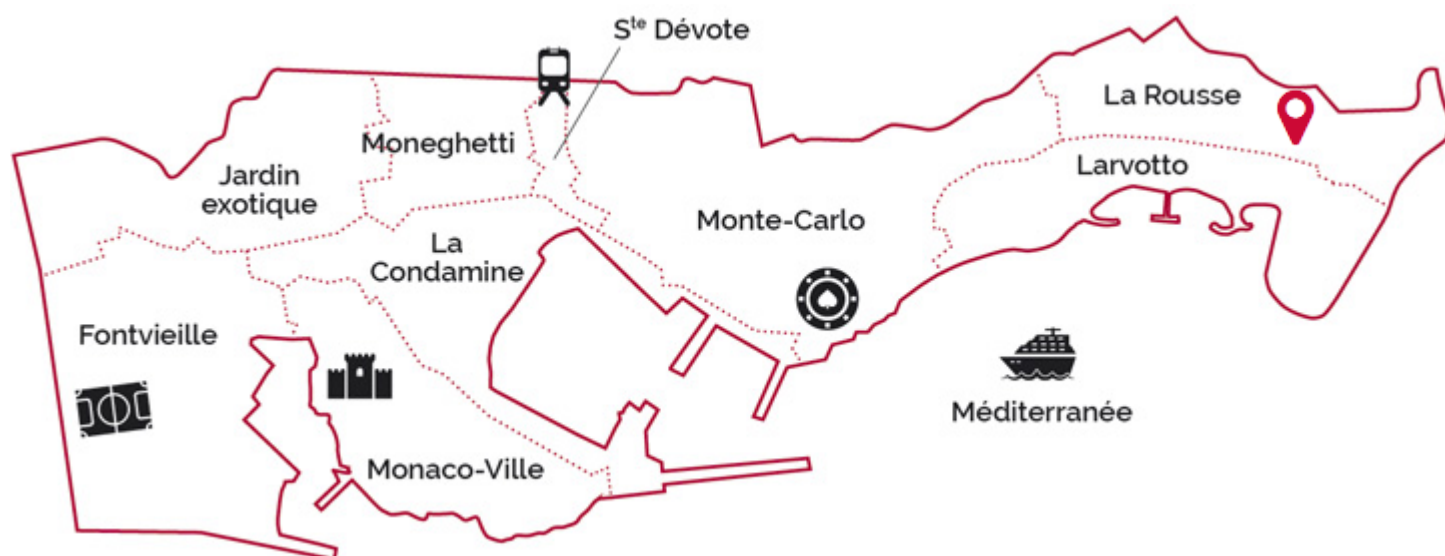 Sᵗᵉ Dévote
La Rousse
Moneghetti
Larvotto
Jardin
exotique
Monte-Carlo
La
Condamine
Fontvieille
Méditerranée
Monaco-Ville